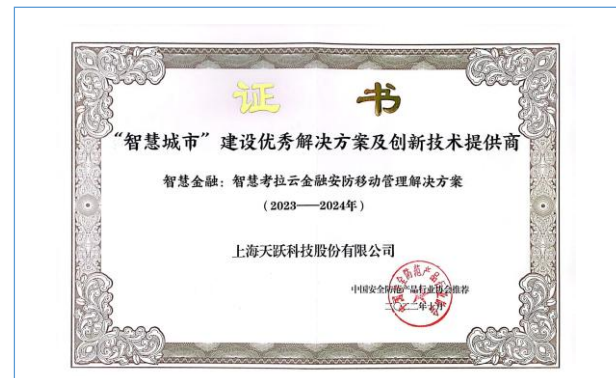 证 书
“智慧城市”建设优秀解决方案及创新技术提供商
智慧金融：智慧考拉云金融安防移动管理解决方案
（2023——2024年）
上海天跃科技股份有限公司
中国安全防范产品行业协会推荐